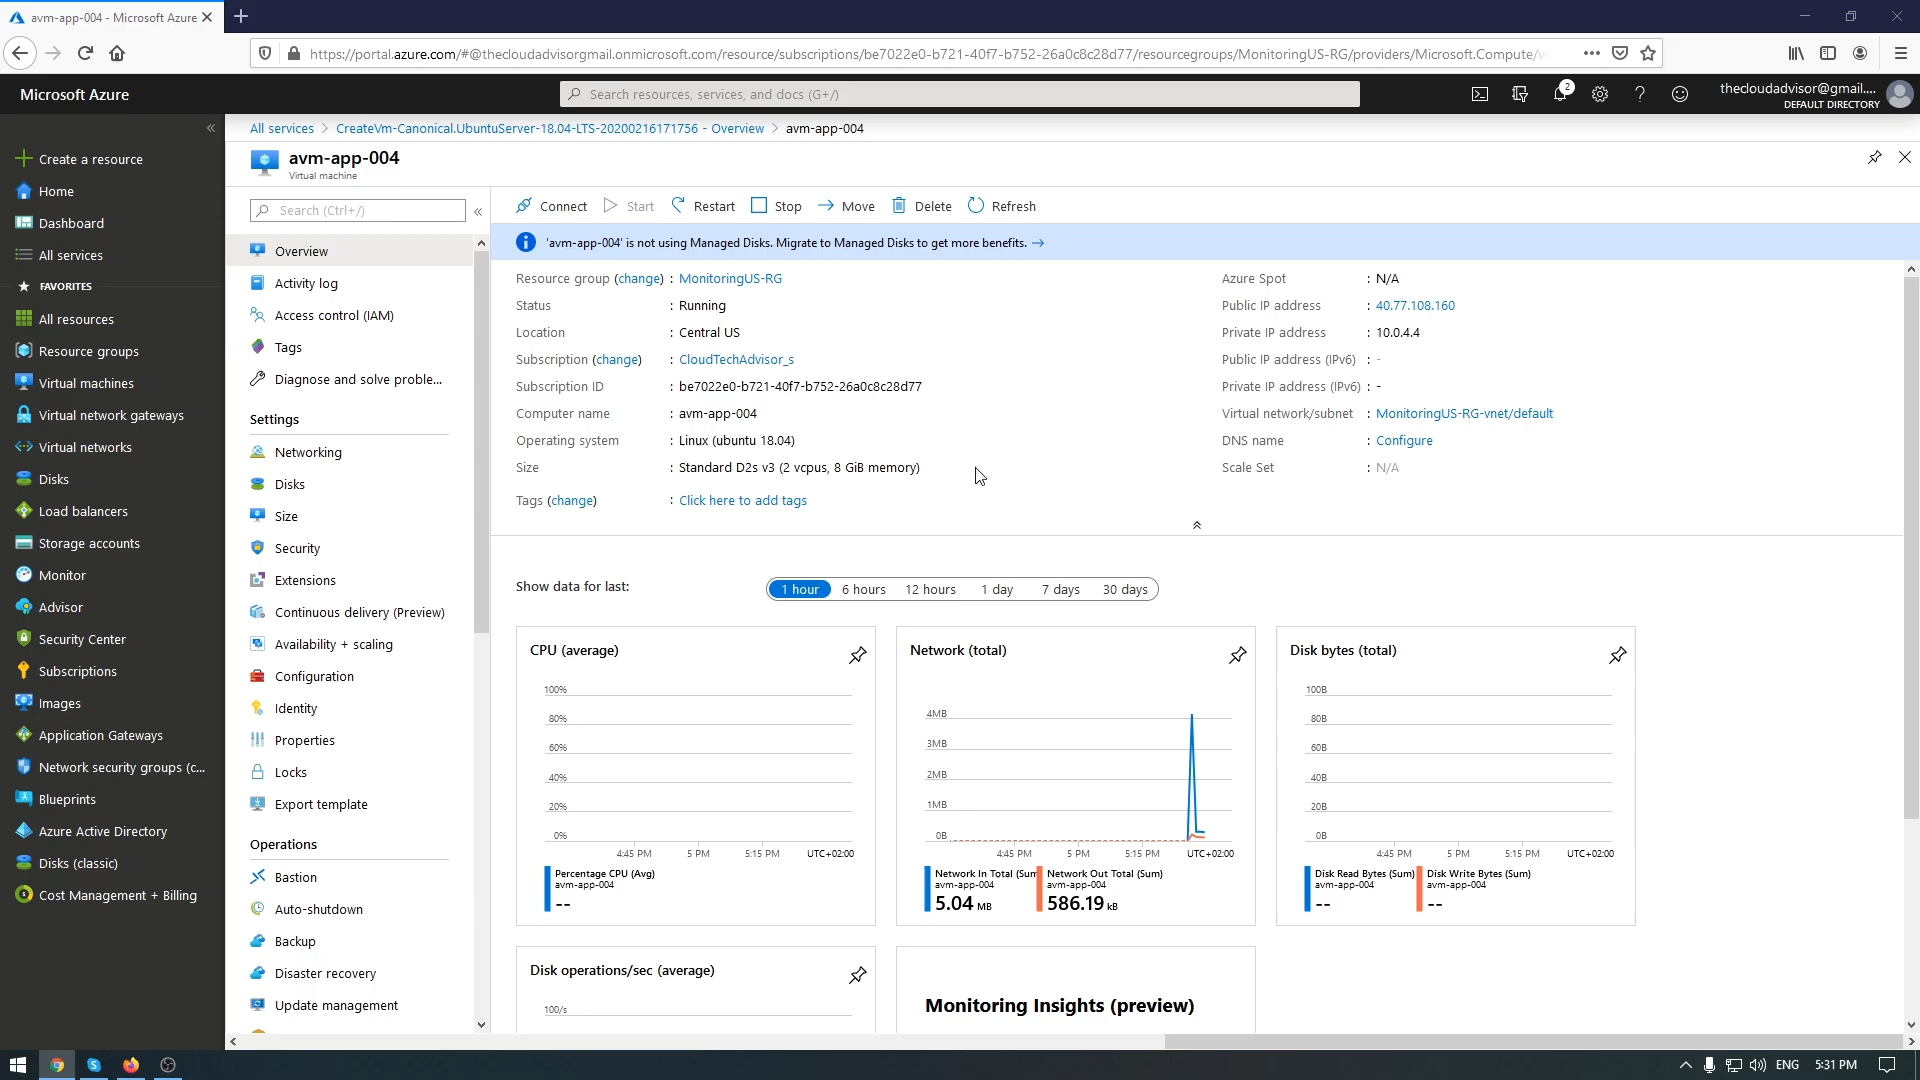 avm-app-004 - Microsoft Azure
https://portal.azure.com/#@thecloudadvisorgmail.onmicrosoft.com/resource/subscriptions/be7022e0-b721-40f7-b752-26a0c8c28d77/resourcegroups/MonitoringUS-RG/providers/Microsoft.Compute/
Microsoft Azure
Search resources, services, and docs (G+/)
2
thecloudadvisor@gmail....
DEFAULT DIRECTORY
All services > CreateVm-Canonical.UbuntuServer-18.04-LTS-20200216171756 - Overview > avm-app-004
avm-app-004
Virtual machine
Create a resource
Home
Dashboard
All services
FAVORITES
All resources
Resource groups
Virtual machines
Virtual network gateways
Virtual networks
Disks
Load balancers
Storage accounts
Monitor
Advisor
Security Center
Subscriptions
Images
Application Gateways
Network security groups (c...
Blueprints
Azure Active Directory
Disks (classic)
Cost Management + Billing
Search (Ctrl+/)
Overview
Activity log
Access control (IAM)
Tags
Diagnose and solve proble...
Settings
Networking
Disks
Size
Security
Extensions
Continuous delivery (Preview)
Availability + scaling
Configuration
Identity
Properties
Locks
Export template
Operations
Bastion
Auto-shutdown
Backup
Disaster recovery
Update management
Connect Start Restart Stop Move Delete Refresh
'avm-app-004' is not using Managed Disks. Migrate to Managed Disks to get more benefits. →
Resource group (change) : MonitoringUS-RG
Status : Running
Location : Central US
Subscription (change) : CloudTechAdvisor_s
Subscription ID : be7022e0-b721-40f7-b752-26a0c8c28d77
Computer name : avm-app-004
Operating system : Linux (ubuntu 18.04)
Size : Standard D2s v3 (2 vcpus, 8 GiB memory)
Tags (change) : Click here to add tags
Azure Spot : N/A
Public IP address : 40.77.108.160
Private IP address : 10.0.4.4
Public IP address (IPv6) : -
Private IP address (IPv6) : -
Virtual network/subnet : MonitoringUS-RG-vnet/default
DNS name : Configure
Scale Set : N/A
Show data for last:
1 hour 6 hours 12 hours 1 day 7 days 30 days
CPU (average)
100%
80%
60%
40%
20%
0%
4:45 PM 5 PM 5:15 PM UTC+02:00
Percentage CPU (Avg)
avm-app-004
--
Network (total)
4MB
3MB
2MB
1MB
0B
4:45 PM 5 PM 5:15 PM UTC+02:00
Network In Total (Sum Network Out Total (Sum)
avm-app-004 avm-app-004
5.04 MB 586.19 kB
Disk bytes (total)
100B
80B
60B
40B
20B
0B
4:45 PM 5 PM 5:15 PM UTC+02:00
Disk Read Bytes (Sum) Disk Write Bytes (Sum)
avm-app-004 avm-app-004
-- --
Disk operations/sec (average)
100/s
Monitoring Insights (preview)
ENG 5:31 PM